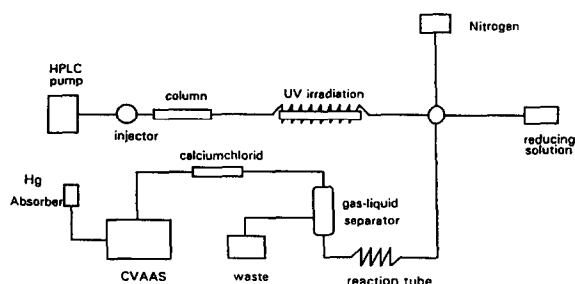 Nitrogen
HPLC
pump
column
UV irradiation
injector
reducing
solution
calciumchlorid
Hg
Absorber
gas-liquid
separator
CVAAS
waste
reaction tube